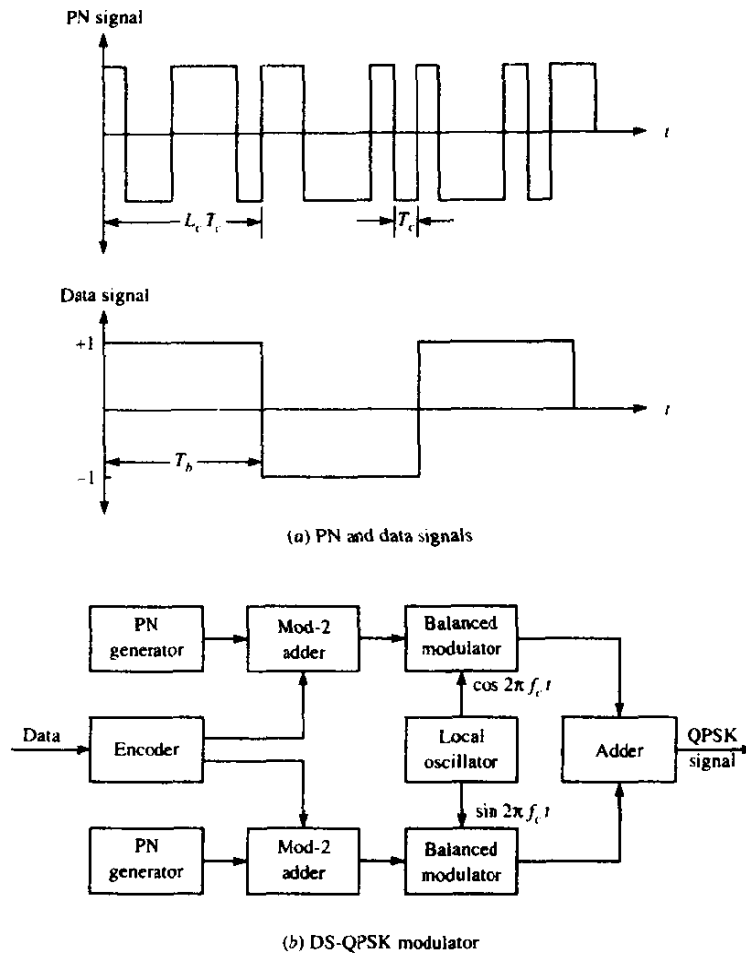 PN signal
t
L_c T_c
T_c
Data signal
+1
t
T_b
−1
(a) PN and data signals
PN
generator
Mod-2
adder
Balanced
modulator
cos 2π f_c t
Data
Encoder
Local
oscillator
Adder
QPSK
signal
sin 2π f_c t
PN
generator
Mod-2
adder
Balanced
modulator
(b) DS-QPSK modulator